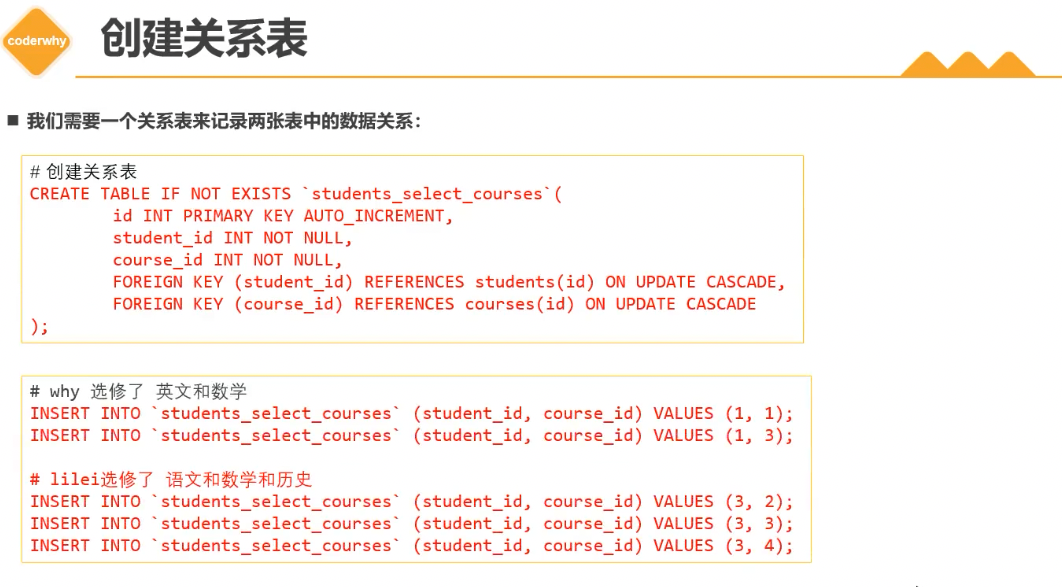 coderwhy
创建关系表
■ 我们需要一个关系表来记录两张表中的数据关系：
# 创建关系表
CREATE TABLE IF NOT EXISTS `students_select_courses`(
id INT PRIMARY KEY AUTO_INCREMENT,
student_id INT NOT NULL,
course_id INT NOT NULL,
FOREIGN KEY (student_id) REFERENCES students(id) ON UPDATE CASCADE,
FOREIGN KEY (course_id) REFERENCES courses(id) ON UPDATE CASCADE
);
# why 选修了 英文和数学
INSERT INTO `students_select_courses` (student_id, course_id) VALUES (1, 1);
INSERT INTO `students_select_courses` (student_id, course_id) VALUES (1, 3);
# lilei选修了 语文和数学和历史
INSERT INTO `students_select_courses` (student_id, course_id) VALUES (3, 2);
INSERT INTO `students_select_courses` (student_id, course_id) VALUES (3, 3);
INSERT INTO `students_select_courses` (student_id, course_id) VALUES (3, 4);